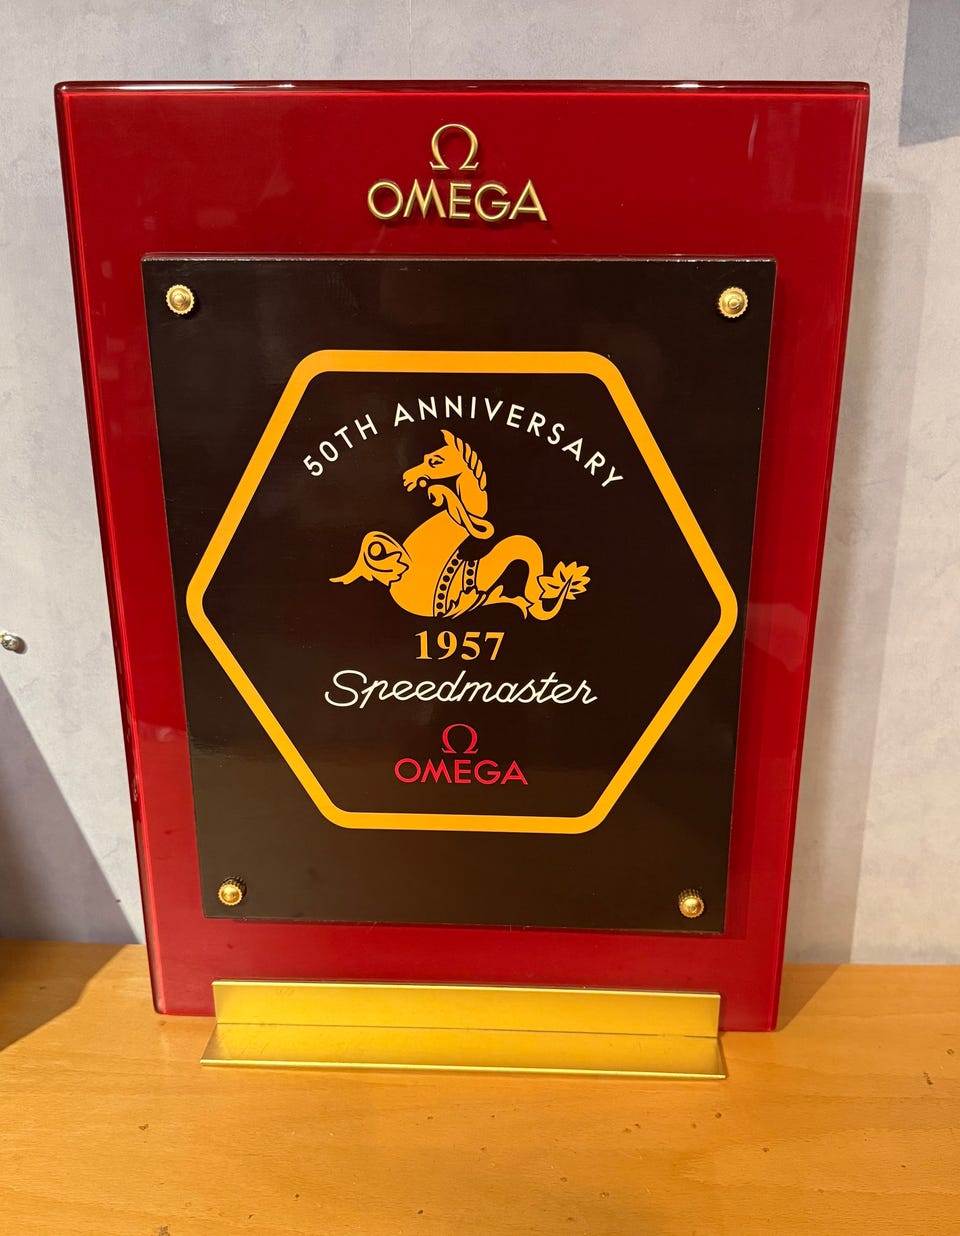 Ω
OMEGA
50TH ANNIVERSARY
1957
Speedmaster
Ω
OMEGA